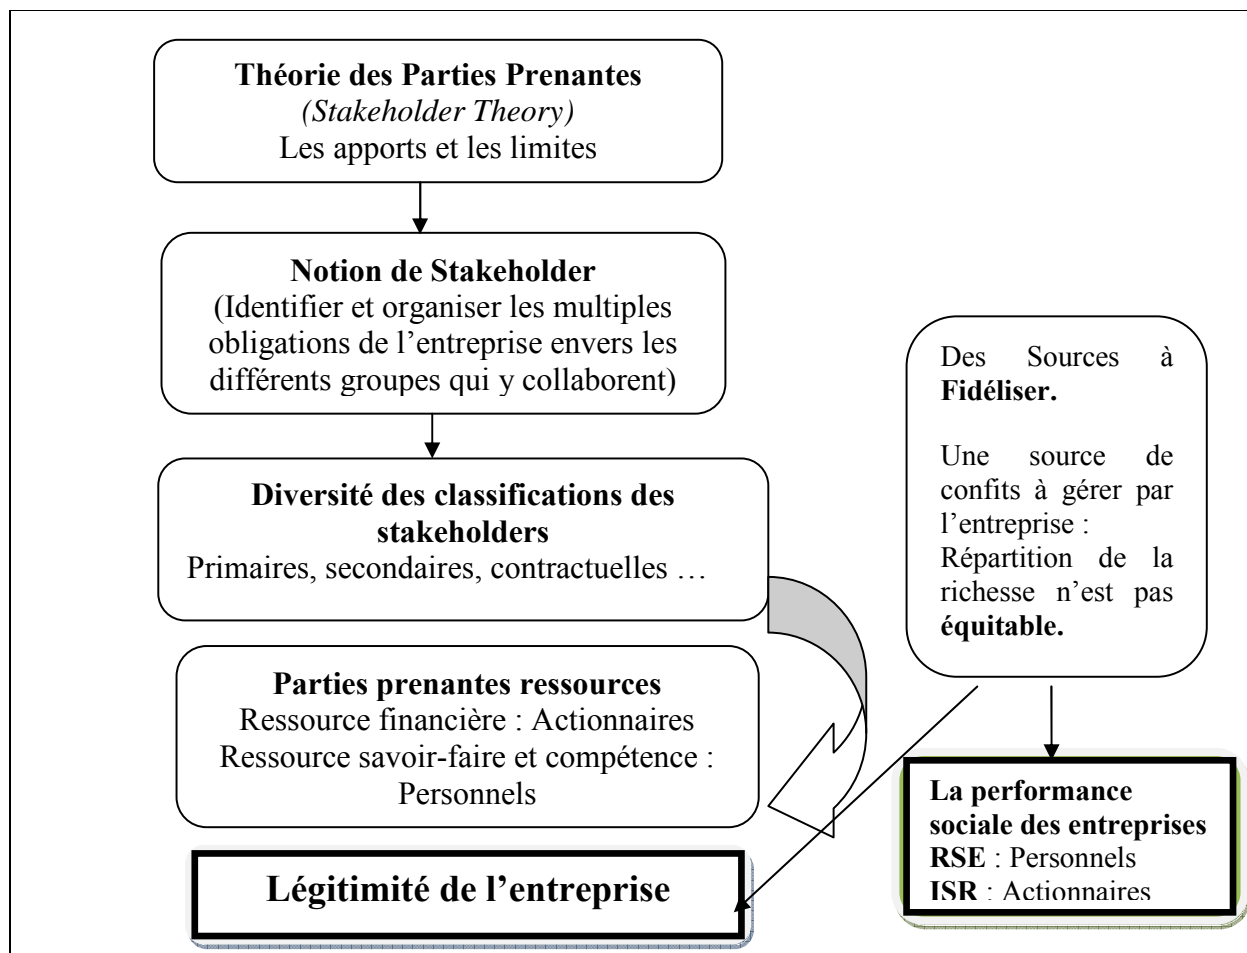 Théorie des Parties Prenantes
(Stakeholder Theory)
Les apports et les limites
Notion de Stakeholder
(Identifier et organiser les multiples
obligations de l’entreprise envers les
différents groupes qui y collaborent)
Diversité des classifications des
stakeholders
Primaires, secondaires, contractuelles …
Parties prenantes ressources
Ressource financière : Actionnaires
Ressource savoir-faire et compétence :
Personnels
Légitimité de l’entreprise
Des Sources à
Fidéliser.
Une source de
confits à gérer par
l’entreprise :
Répartition de la
richesse n’est pas
équitable.
La performance
sociale des entreprises
RSE : Personnels
ISR : Actionnaires